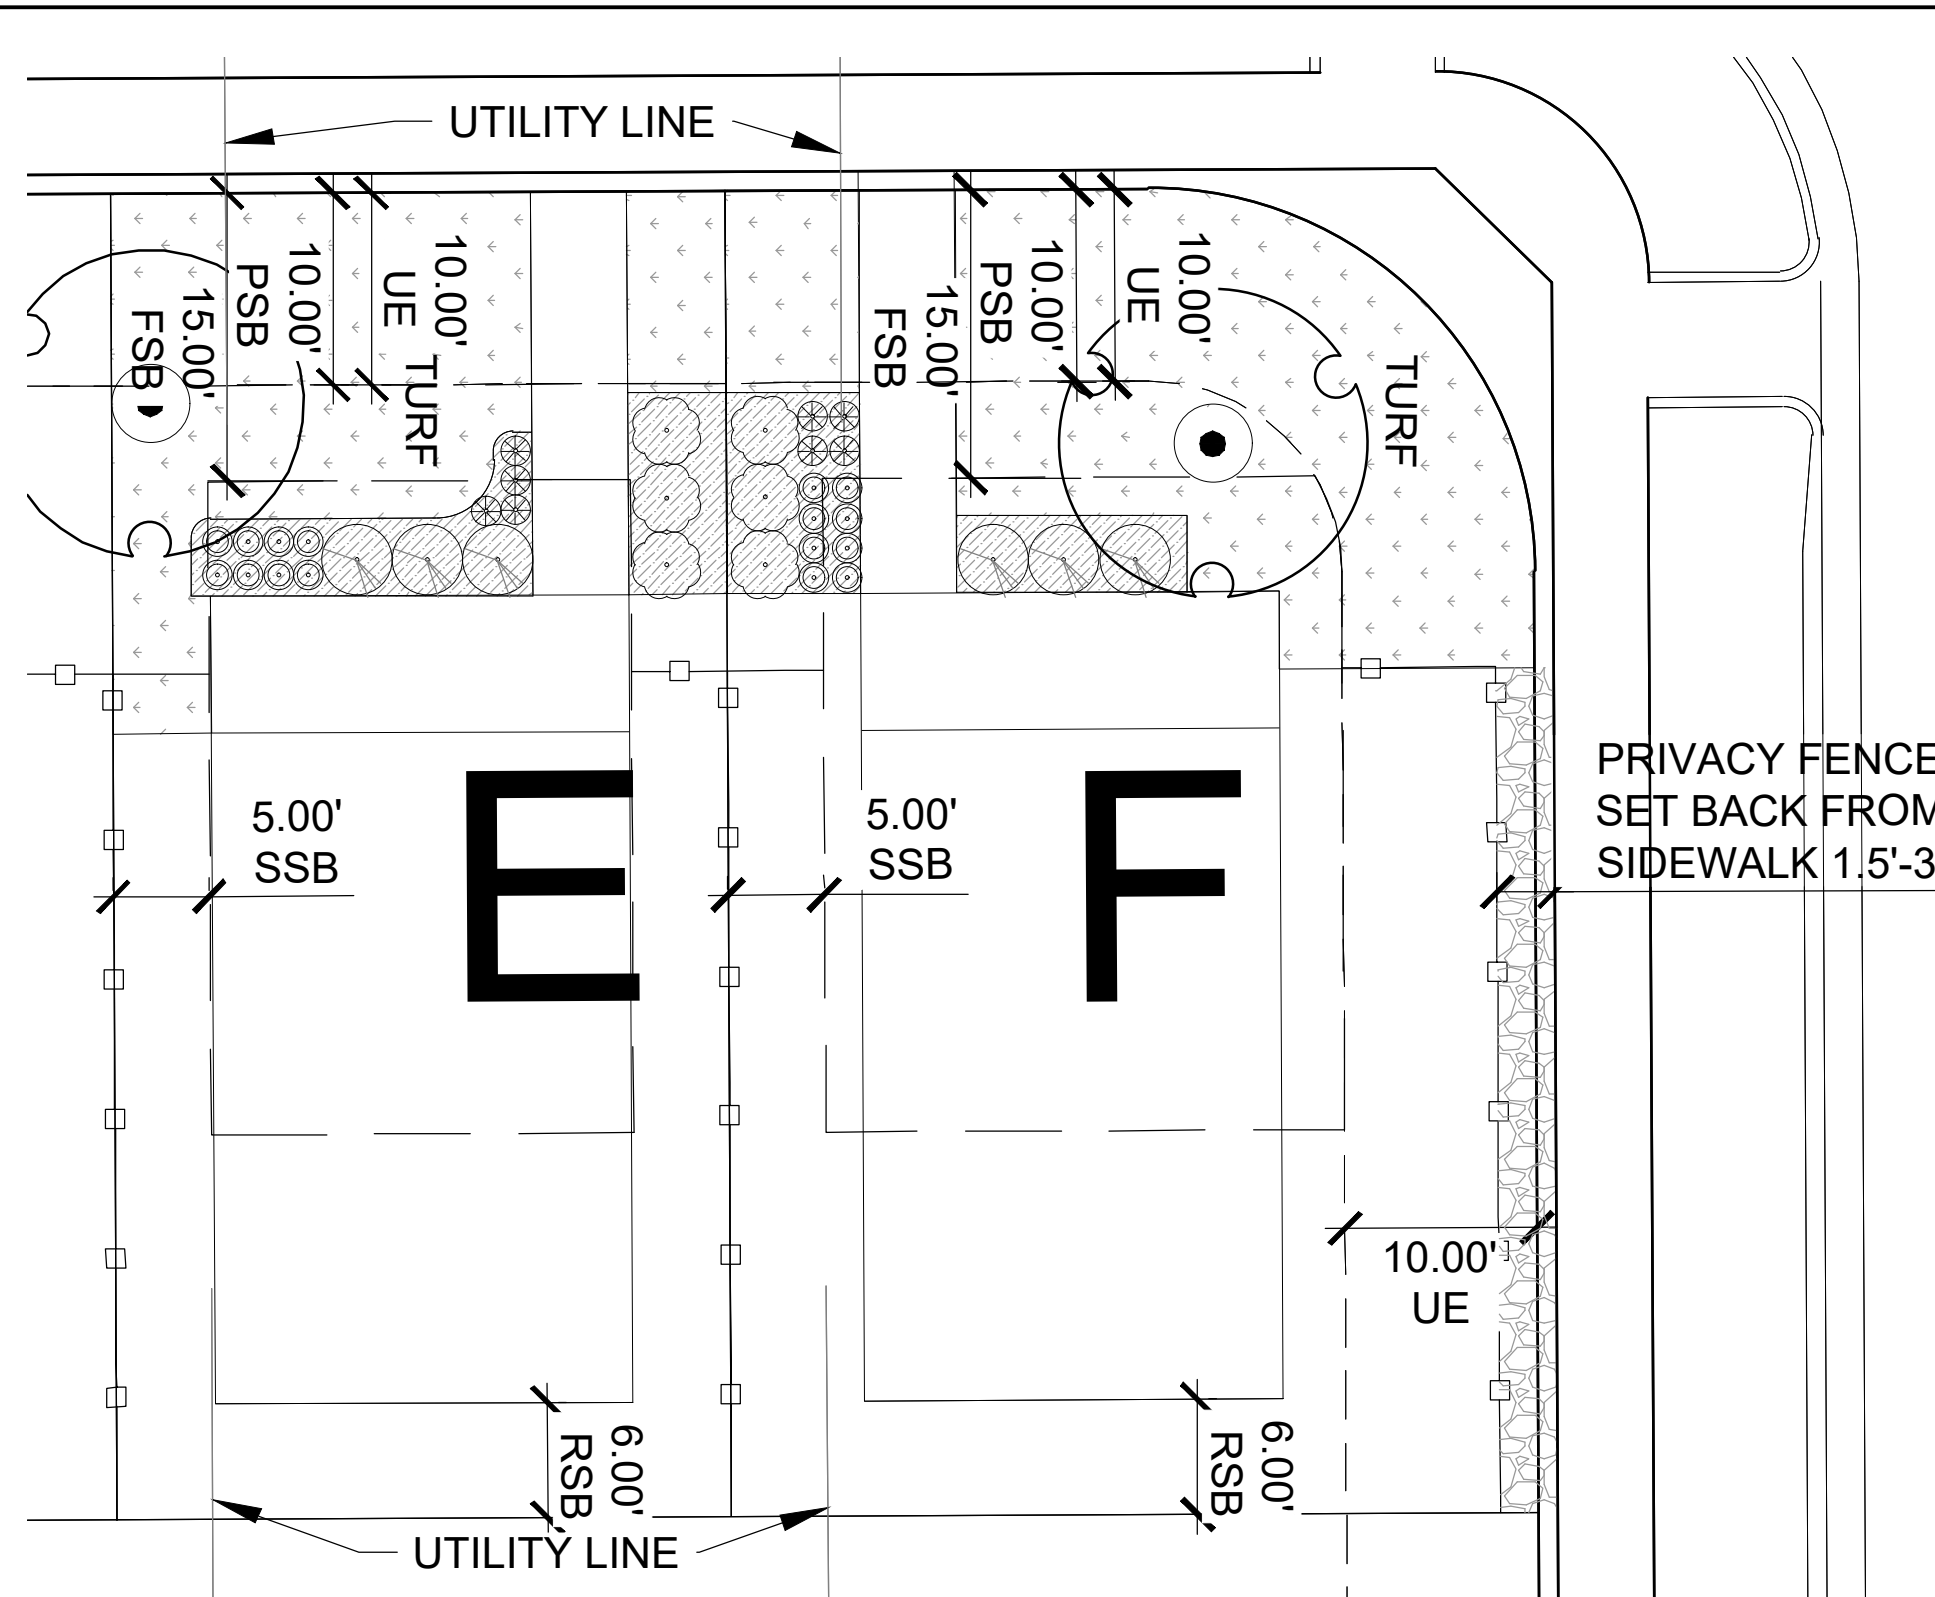 UTILITY LINE
15.00'
FSB
10.00'
PSB
10.00'
UE
TURF
15.00'
FSB
10.00'
PSB
10.00'
UE
TURF
5.00'
SSB
E
5.00'
SSB
F
PRIVACY FENCE
SET BACK FROM
SIDEWALK 1.5'-3
10.00'
UE
6.00'
RSB
6.00'
RSB
UTILITY LINE